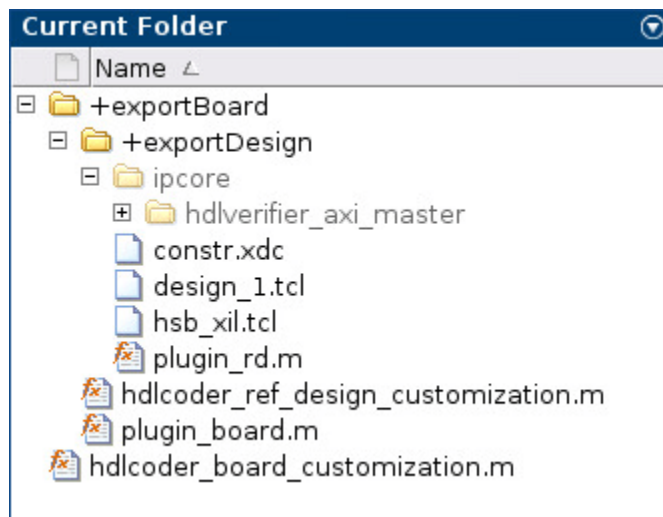 Current Folder
Name
+exportBoard
+exportDesign
ipcore
hdlverifier_axi_master
constr.xdc
design_1.tcl
hsb_xil.tcl
plugin_rd.m
hdlcoder_ref_design_customization.m
plugin_board.m
hdlcoder_board_customization.m